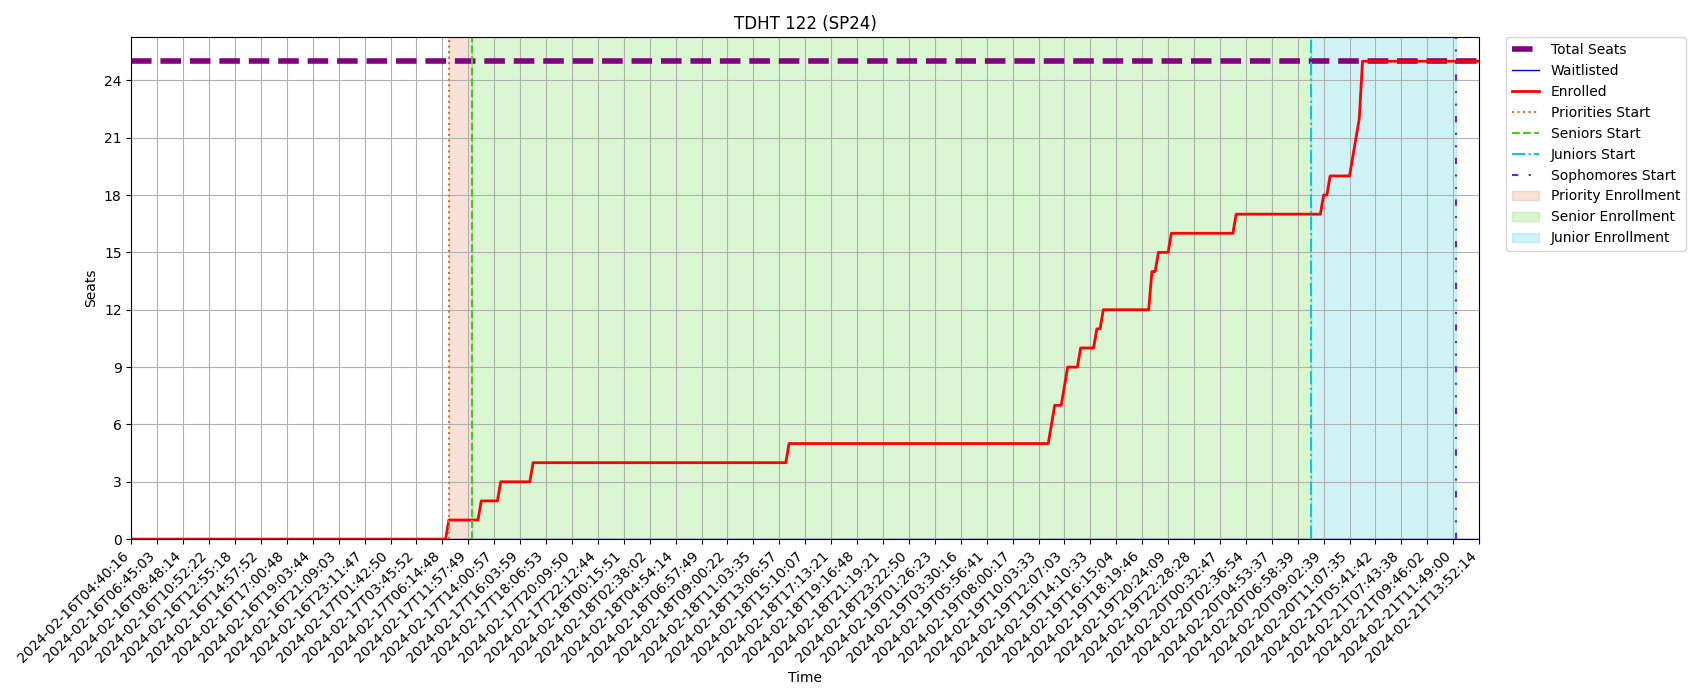 TDHT 122 (SP24)
Total Seats
Waitlisted
Enrolled
Priorities Start
Seniors Start
Juniors Start
Sophomores Start
Priority Enrollment
Senior Enrollment
Junior Enrollment
Seats
24
21
18
15
12
9
6
3
0
2024-02-16T04:40:16
2024-02-16T06:45:03
2024-02-16T08:48:14
2024-02-16T10:52:22
2024-02-16T12:55:18
2024-02-16T14:57:52
2024-02-16T17:00:48
2024-02-16T19:03:44
2024-02-16T21:09:03
2024-02-16T23:11:47
2024-02-17T01:42:50
2024-02-17T03:45:52
2024-02-17T06:14:48
2024-02-17T11:57:49
2024-02-17T14:00:57
2024-02-17T16:03:59
2024-02-17T18:06:53
2024-02-17T20:09:50
2024-02-17T22:12:44
2024-02-18T00:15:51
2024-02-18T02:38:02
2024-02-18T04:54:14
2024-02-18T06:57:49
2024-02-18T09:00:22
2024-02-18T11:03:35
2024-02-18T13:06:57
2024-02-18T15:10:07
2024-02-18T17:13:21
2024-02-18T19:16:48
2024-02-18T21:19:21
2024-02-18T23:22:50
2024-02-19T01:26:23
2024-02-19T03:30:16
2024-02-19T05:56:41
2024-02-19T08:00:17
2024-02-19T10:03:33
2024-02-19T12:07:03
2024-02-19T14:10:33
2024-02-19T16:15:04
2024-02-19T18:19:46
2024-02-19T20:24:09
2024-02-19T22:28:28
2024-02-20T00:32:47
2024-02-20T02:36:54
2024-02-20T04:53:37
2024-02-20T06:58:39
2024-02-20T09:02:39
2024-02-20T11:07:35
2024-02-21T05:41:42
2024-02-21T07:43:38
2024-02-21T09:46:02
2024-02-21T11:49:00
2024-02-21T13:52:14
Time